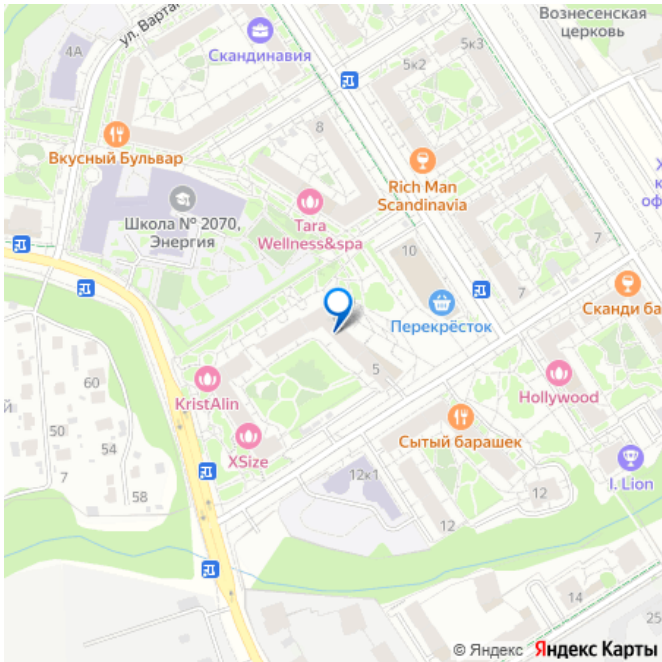 Вознесенская
церковь
ул. Варта
4А
Скандинавия
5к2
5к3
8
Вкусный Бульвар
Rich Man
Scandinavia
Школа № 2070,
Энергия
Tara
Wellness&spa
10
7
7
Перекрёсток
Сканди ба
5
60
KristAlin
Hollywood
50
54
7
58
XSize
Сытый барашек
12к1
12
12
I. Lion
14
25
© Яндекс Яндекс Карты